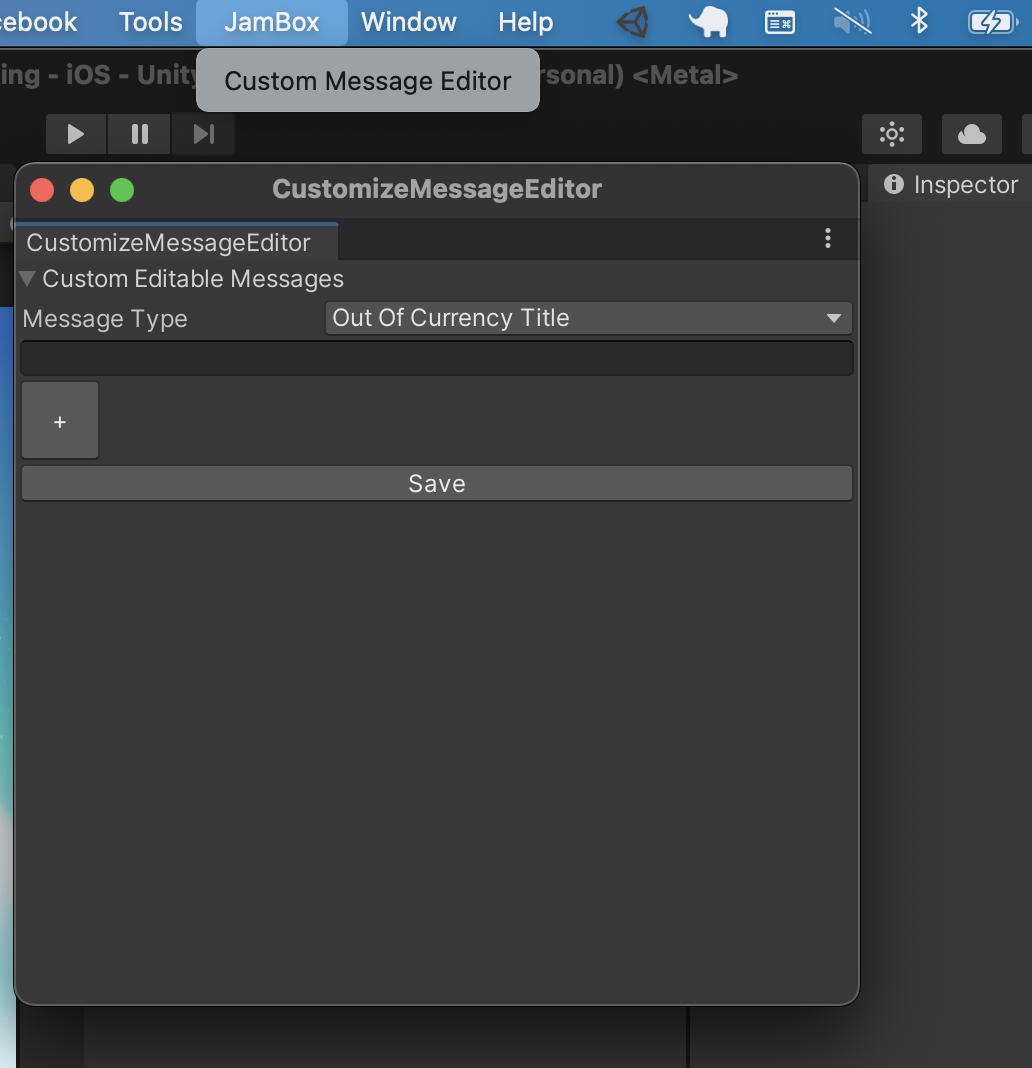 cebook Tools JamBox Window Help
ing - iOS - Unity
Custom Message Editor
rsonal) <Metal>
CustomizeMessageEditor
Inspector
CustomizeMessageEditor
Custom Editable Messages
Message Type Out Of Currency Title
+
Save